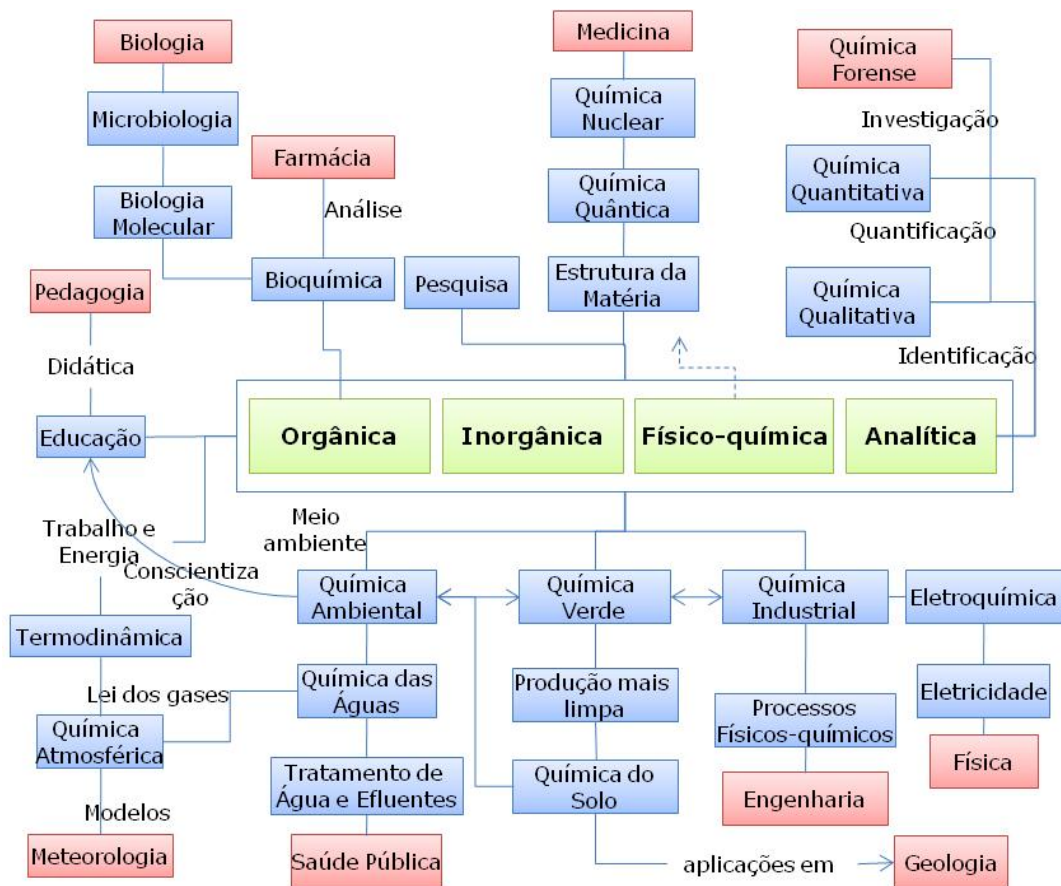 Biologia
Medicina
Química
Forense
Microbiologia
Química
Nuclear
Investigação
Farmácia
Química
Quantitativa
Biologia
Molecular
Análise
Química
Quântica
Quantificação
Pedagogia
Bioquímica
Pesquisa
Estrutura da
Matéria
Química
Qualitativa
Didática
Identificação
Educação
Orgânica
Inorgânica
Físico-química
Analítica
Trabalho e
Energia
Meio
ambiente
Conscientiza
ção
Química
Ambiental
Química
Verde
Química
Industrial
Eletroquímica
Termodinâmica
Lei dos gases
Química das
Águas
Produção mais
limpa
Processos
Físicos-químicos
Eletricidade
Química
Atmosférica
Tratamento de
Água e Efluentes
Química do
Solo
Física
Engenharia
Modelos
Meteorologia
Saúde Pública
aplicações em
Geologia